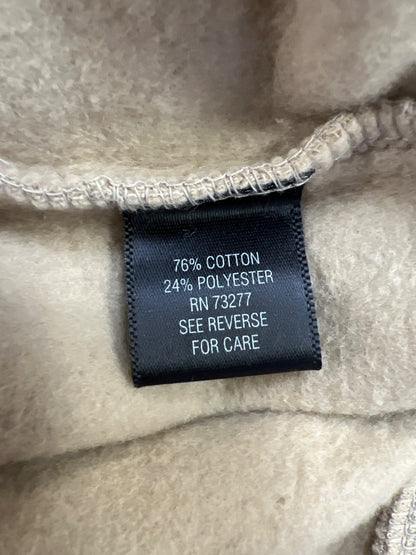 76% COTTON
24% POLYESTER
RN 73277
SEE REVERSE
FOR CARE